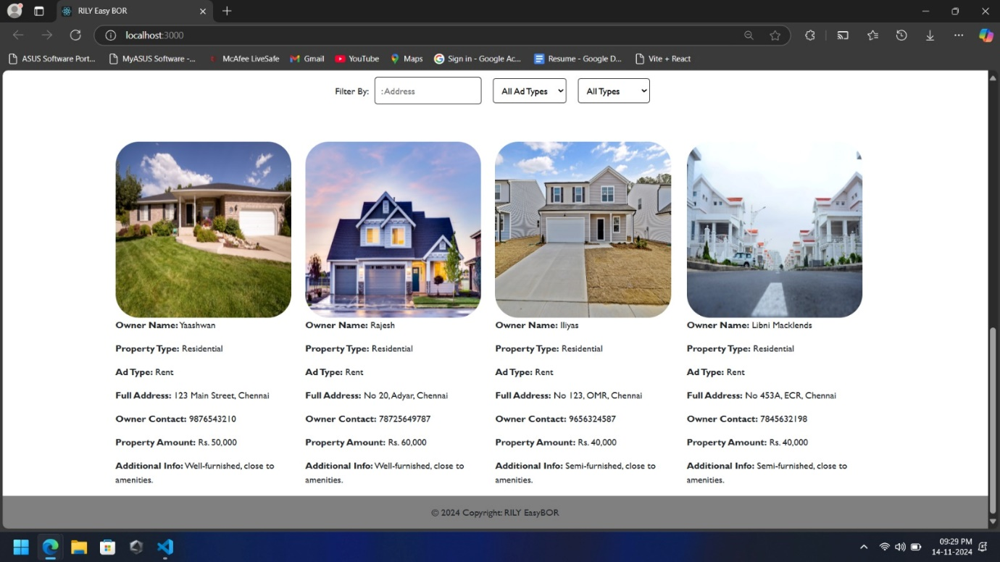 RILY Easy BOR
localhost:3000
ASUS Software Port... MyASUS Software -... McAfee LiveSafe Gmail YouTube Maps Sign in - Google Ac... Resume - Google D... Vite + React
Filter By: :Address All Ad Types All Types
Owner Name: Yaashwan
Property Type: Residential
Ad Type: Rent
Full Address: 123 Main Street, Chennai
Owner Contact: 9876543210
Property Amount: Rs. 50,000
Additional Info: Well-furnished, close to
amenities.
Owner Name: Rajesh
Property Type: Residential
Ad Type: Rent
Full Address: No 20, Adyar, Chennai
Owner Contact: 78725649787
Property Amount: Rs. 60,000
Additional Info: Well-furnished, close to
amenities.
Owner Name: Iliyas
Property Type: Residential
Ad Type: Rent
Full Address: No 123, OMR, Chennai
Owner Contact: 9656324587
Property Amount: Rs. 40,000
Additional Info: Semi-furnished, close to
amenities.
Owner Name: Libni Macklends
Property Type: Residential
Ad Type: Rent
Full Address: No 453A, ECR, Chennai
Owner Contact: 7845632198
Property Amount: Rs. 40,000
Additional Info: Semi-furnished, close to
amenities.
© 2024 Copyright: RILY EasyBOR
09:29 PM
14-11-2024